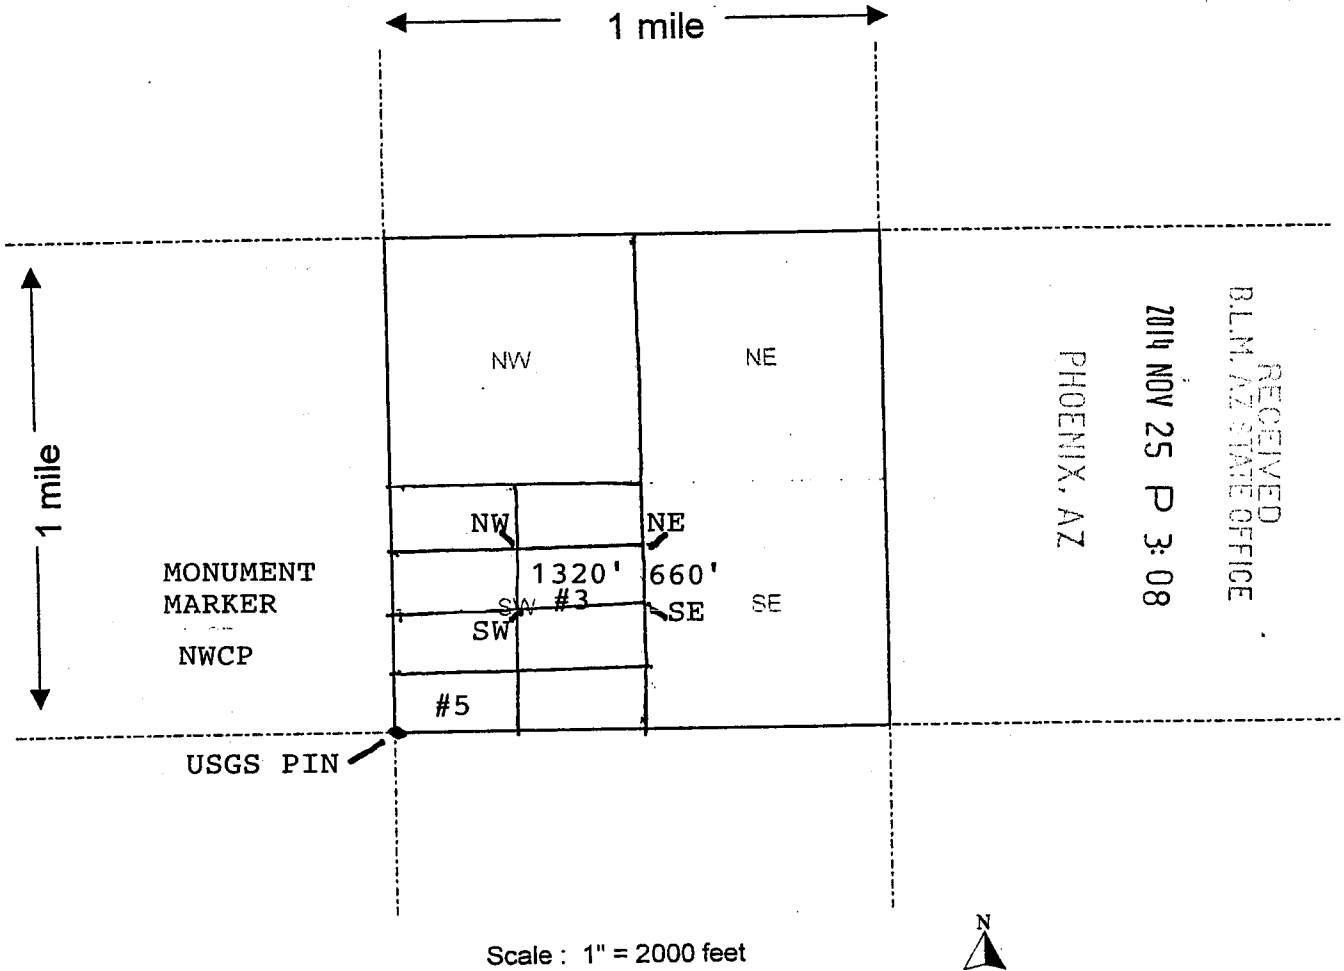 1 mile
NW
NE
1 mile
NW
NE
MONUMENT
MARKER
1320' 660'
#3
SW
SE
SW
SE
NWCP
#5
USGS PIN
RECEIVED
B.L.M. AZ STATE OFFICE
2014 NOV 25 P 3:08
PHOENIX, AZ
N
Scale : 1" = 2000 feet